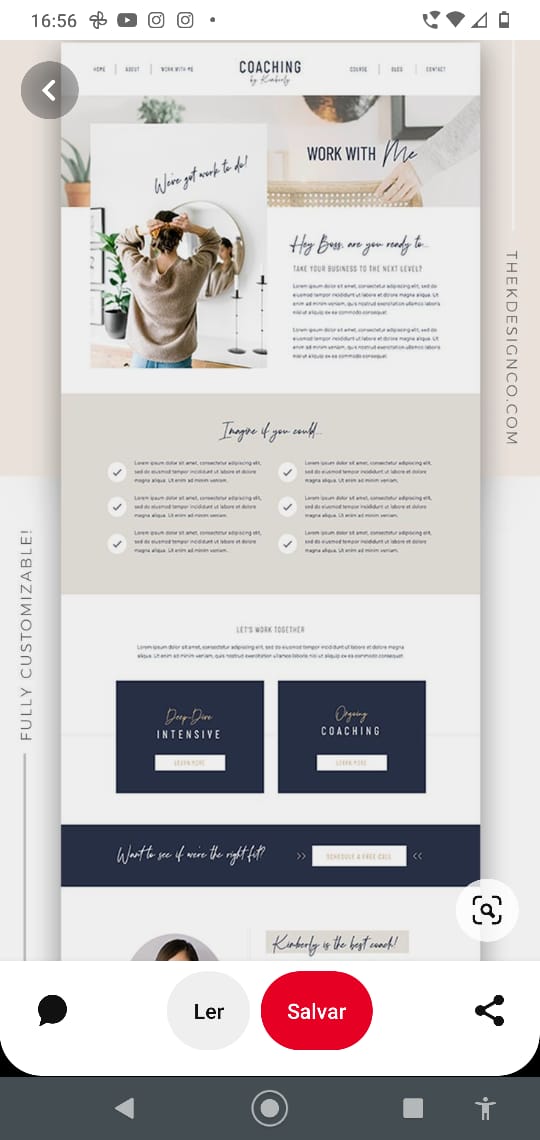 16:56
HOME
ABOUT
WORK WITH ME
COACHING
by Kimberly
COURSE
BLOG
CONTACT
We've got work to do!
WORK WITH Me
Hey Boss, are you ready to...
TAKE YOUR BUSINESS TO THE NEXT LEVEL?
Lorem ipsum dolor sit amet, consectetur adipiscing elit, sed do
eiusmod tempor incididunt ut labore et dolore magna aliqua. Ut
enim ad minim veniam, quis nostrud exercitation ullamco laboris
nisi ut aliquip ex ea commodo consequat.
Lorem ipsum dolor sit amet, consectetur adipiscing elit, sed do
eiusmod tempor incididunt ut labore et dolore magna aliqua. Ut
enim ad minim veniam, quis nostrud exercitation ullamco laboris
nisi ut aliquip ex ea commodo consequat.
THEKDESIGNCO.COM
Imagine if you could...
Lorem ipsum dolor sit amet, consectetur adipiscing elit,
sed do eiusmod tempor incididunt ut labore et dolore
magna aliqua. Ut enim ad minim veniam.
Lorem ipsum dolor sit amet, consectetur adipiscing elit,
sed do eiusmod tempor incididunt ut labore et dolore
magna aliqua. Ut enim ad minim veniam.
Lorem ipsum dolor sit amet, consectetur adipiscing elit,
sed do eiusmod tempor incididunt ut labore et dolore
magna aliqua. Ut enim ad minim veniam.
Lorem ipsum dolor sit amet, consectetur adipiscing elit,
sed do eiusmod tempor incididunt ut labore et dolore
magna aliqua. Ut enim ad minim veniam.
Lorem ipsum dolor sit amet, consectetur adipiscing elit,
sed do eiusmod tempor incididunt ut labore et dolore
magna aliqua. Ut enim ad minim veniam.
Lorem ipsum dolor sit amet, consectetur adipiscing elit,
sed do eiusmod tempor incididunt ut labore et dolore
magna aliqua. Ut enim ad minim veniam.
FULLY CUSTOMIZABLE!
LET'S WORK TOGETHER
Lorem ipsum dolor sit amet, consectetur adipiscing elit, sed do eiusmod tempor incididunt ut labore et dolore magna
aliqua. Ut enim ad minim veniam, quis nostrud exercitation ullamco laboris nisi ut aliquip ex ea commodo consequat.
Deep-Dive
INTENSIVE
LEARN MORE
Ongoing
COACHING
LEARN MORE
Want to see if we're the right fit?
SCHEDULE A FREE CALL
Kimberly is the best coach!
Ler
Salvar